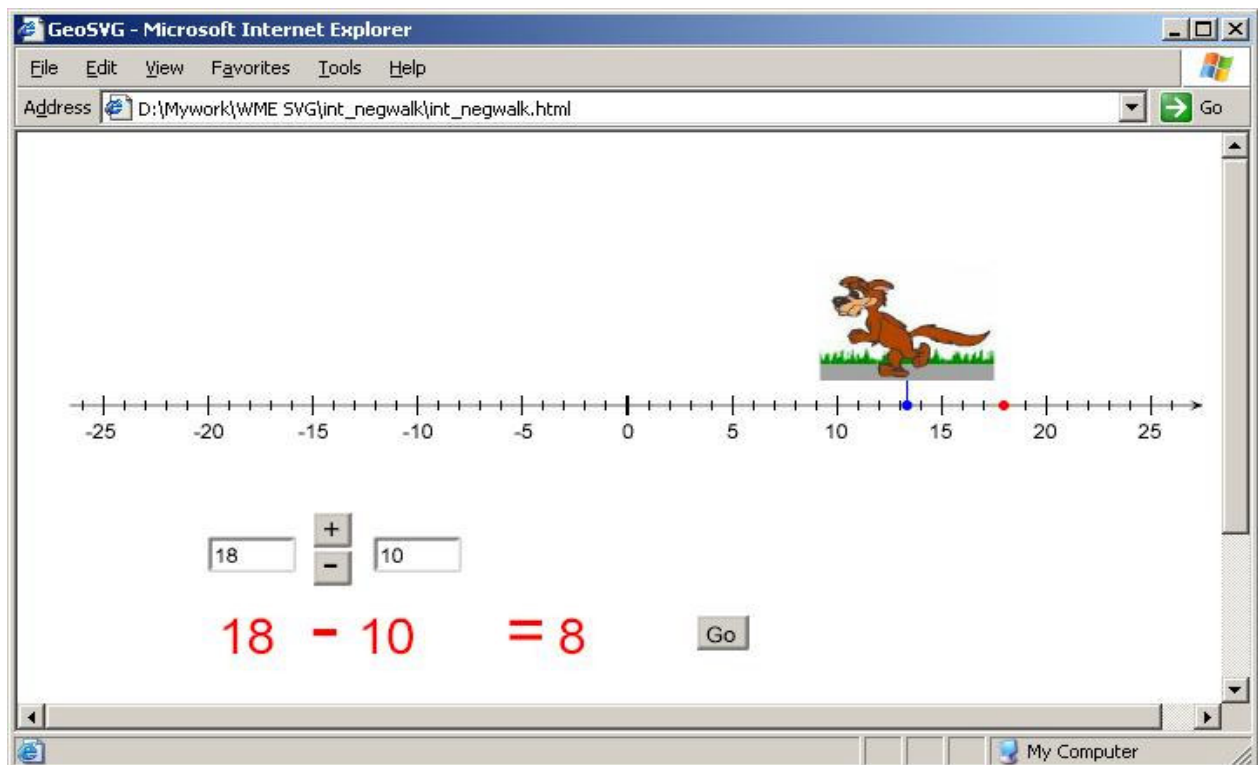 GeoSVG - Microsoft Internet Explorer
File Edit View Favorites Tools Help
Address D:\Mywork\WME SVG\int_negwalk\int_negwalk.html Go
-25 -20 -15 -10 -5 0 5 10 15 20 25
18 + 10
-
18 - 10 = 8 Go
My Computer